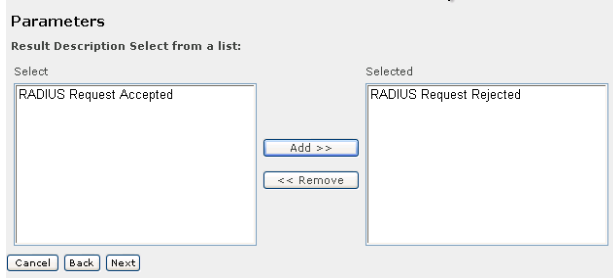 Parameters
Result Description Select from a list:
Select
Selected
RADIUS Request Accepted
RADIUS Request Rejected
Add >>
<< Remove
Cancel Back Next